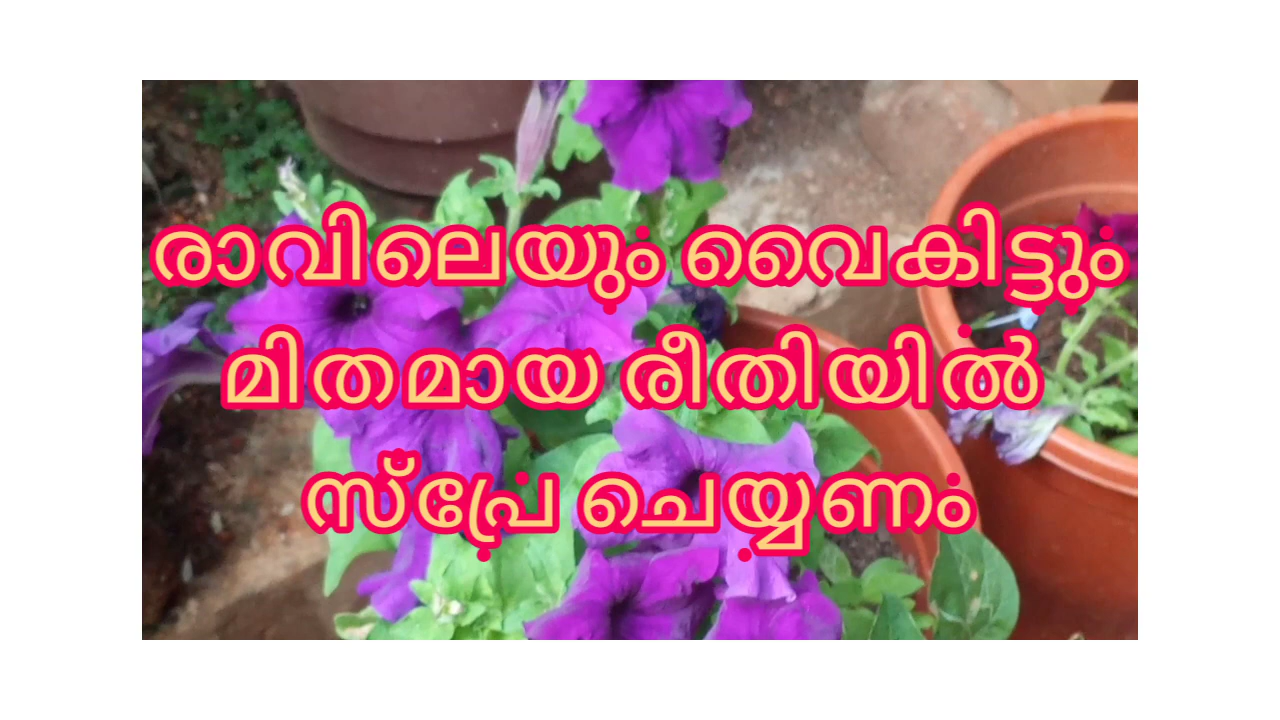 രാവിലെയും വൈകിട്ടും
മിതമായ രീതിയിൽ
സ്പ്രേ ചെയ്യണം